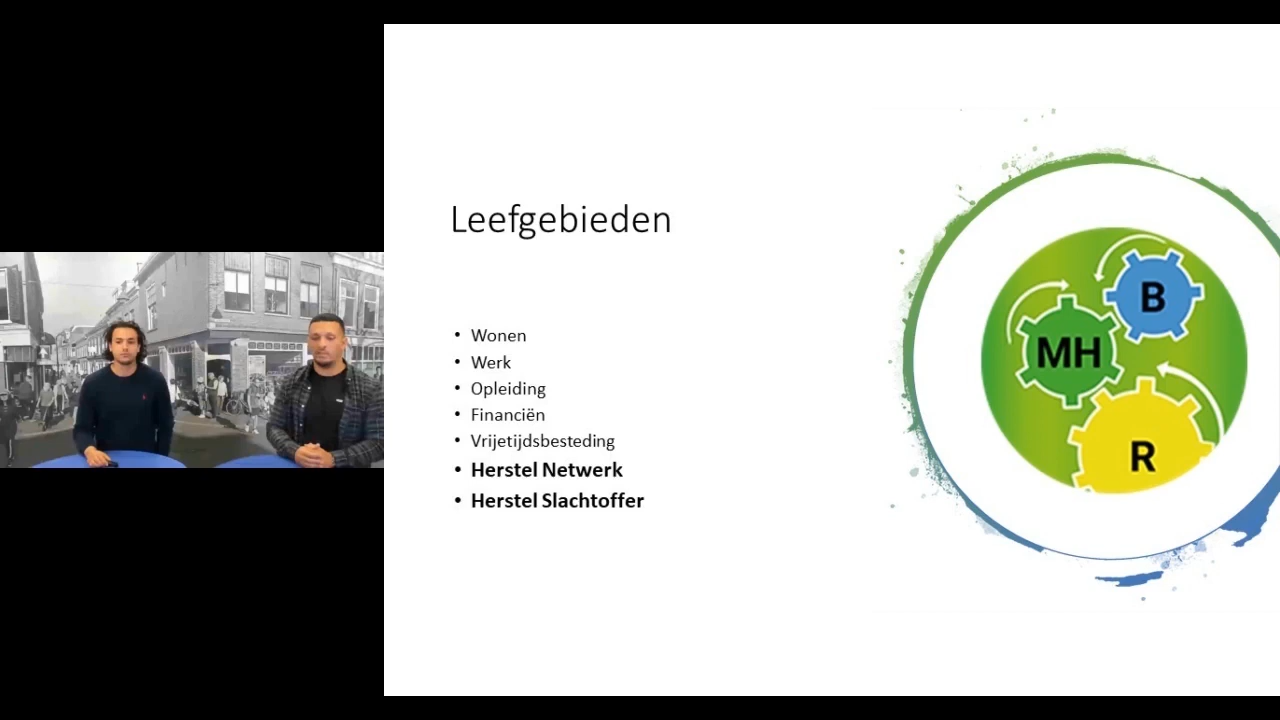 Leefgebieden
• Wonen
• Werk
• Opleiding
• Financiën
• Vrijetijdsbesteding
• Herstel Netwerk
• Herstel Slachtoffer
B
MH
R